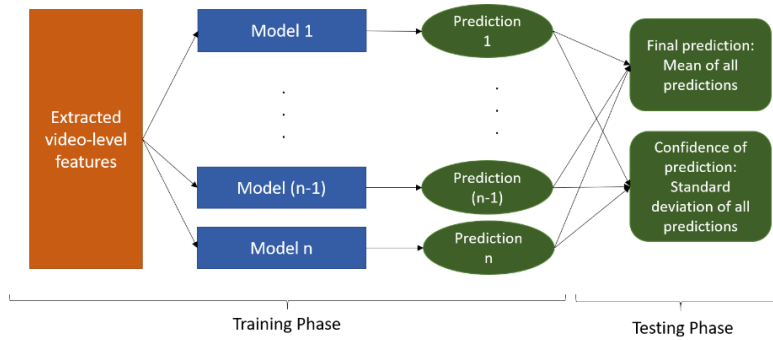 Extracted
video-level
features
Model 1
Prediction
1
Model (n-1)
Prediction
(n-1)
Model n
Prediction
n
Final prediction:
Mean of all
predictions
Confidence of
prediction:
Standard
deviation of all
predictions
Training Phase
Testing Phase